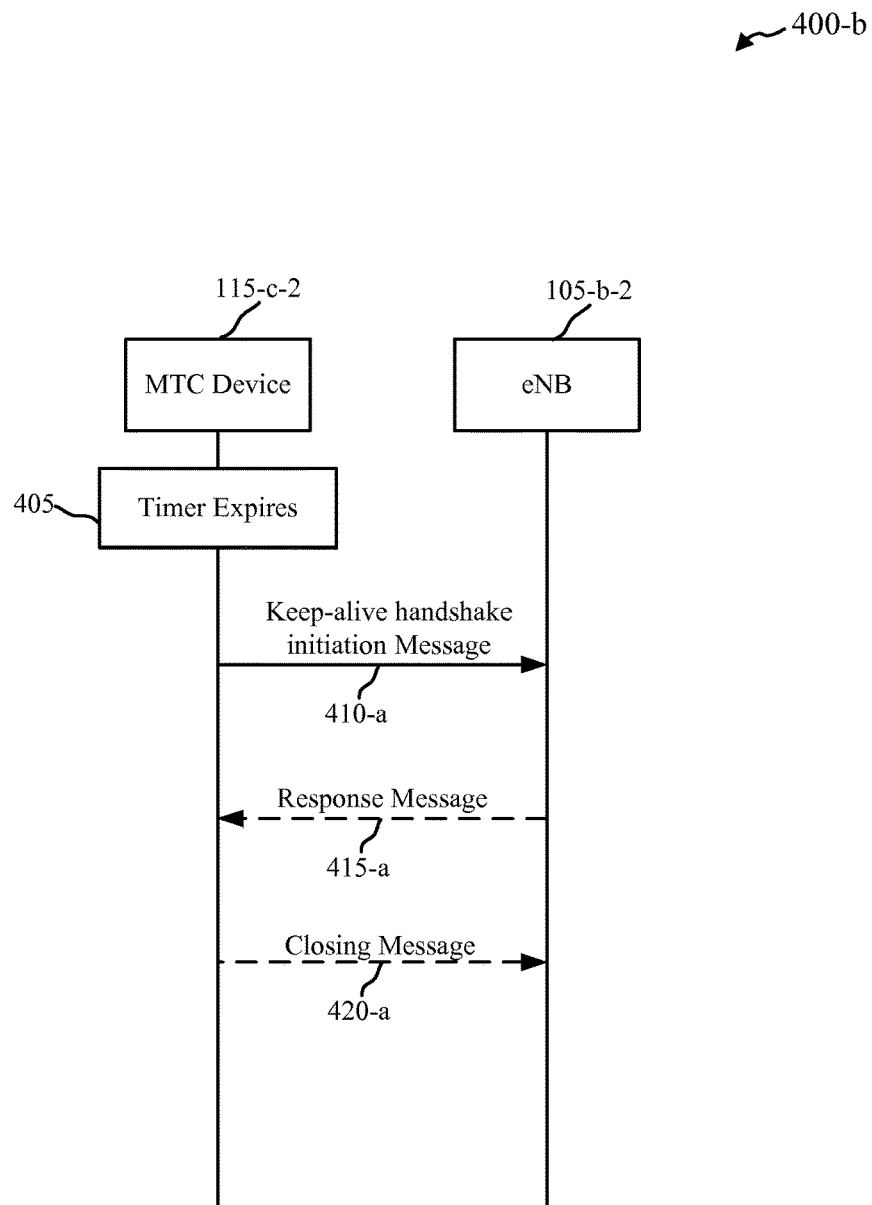 400-b
115-c-2
105-b-2
MTC Device
eNB
405
Timer Expires
Keep-alive handshake
initiation Message
410-a
Response Message
415-a
Closing Message
420-a